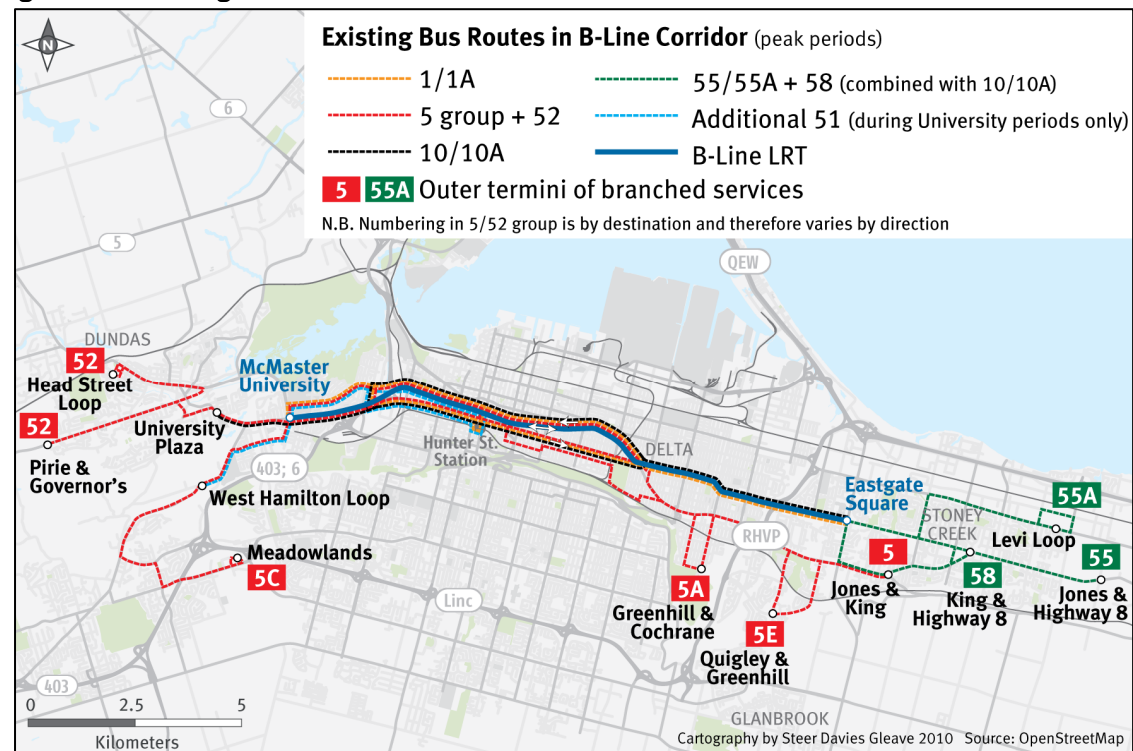 N
Existing Bus Routes in B-Line Corridor (peak periods)
1/1A
5 group + 52
10/10A
55/55A + 58 (combined with 10/10A)
Additional 51 (during University periods only)
B-Line LRT
5 55A Outer termini of branched services
N.B. Numbering in 5/52 group is by destination and therefore varies by direction
6
5
QEW
DUNDAS
52
Head Street
Loop
McMaster
University
52
Pirie &
Governor's
University
Plaza
403; 6
West Hamilton Loop
Hunter St.
Station
DELTA
Eastgate
Square
Meadowlands
5C
Linc
RHVP
5A
Greenhill &
Cochrane
5E
Quigley &
Greenhill
5
Jones &
King
STONEY
CREEK
55A
Levi Loop
58
King &
Highway 8
55
Jones &
Highway 8
403
0 2.5 5
Kilometers
GLANBROOK
Cartography by Steer Davies Gleave 2010 Source: OpenStreetMap